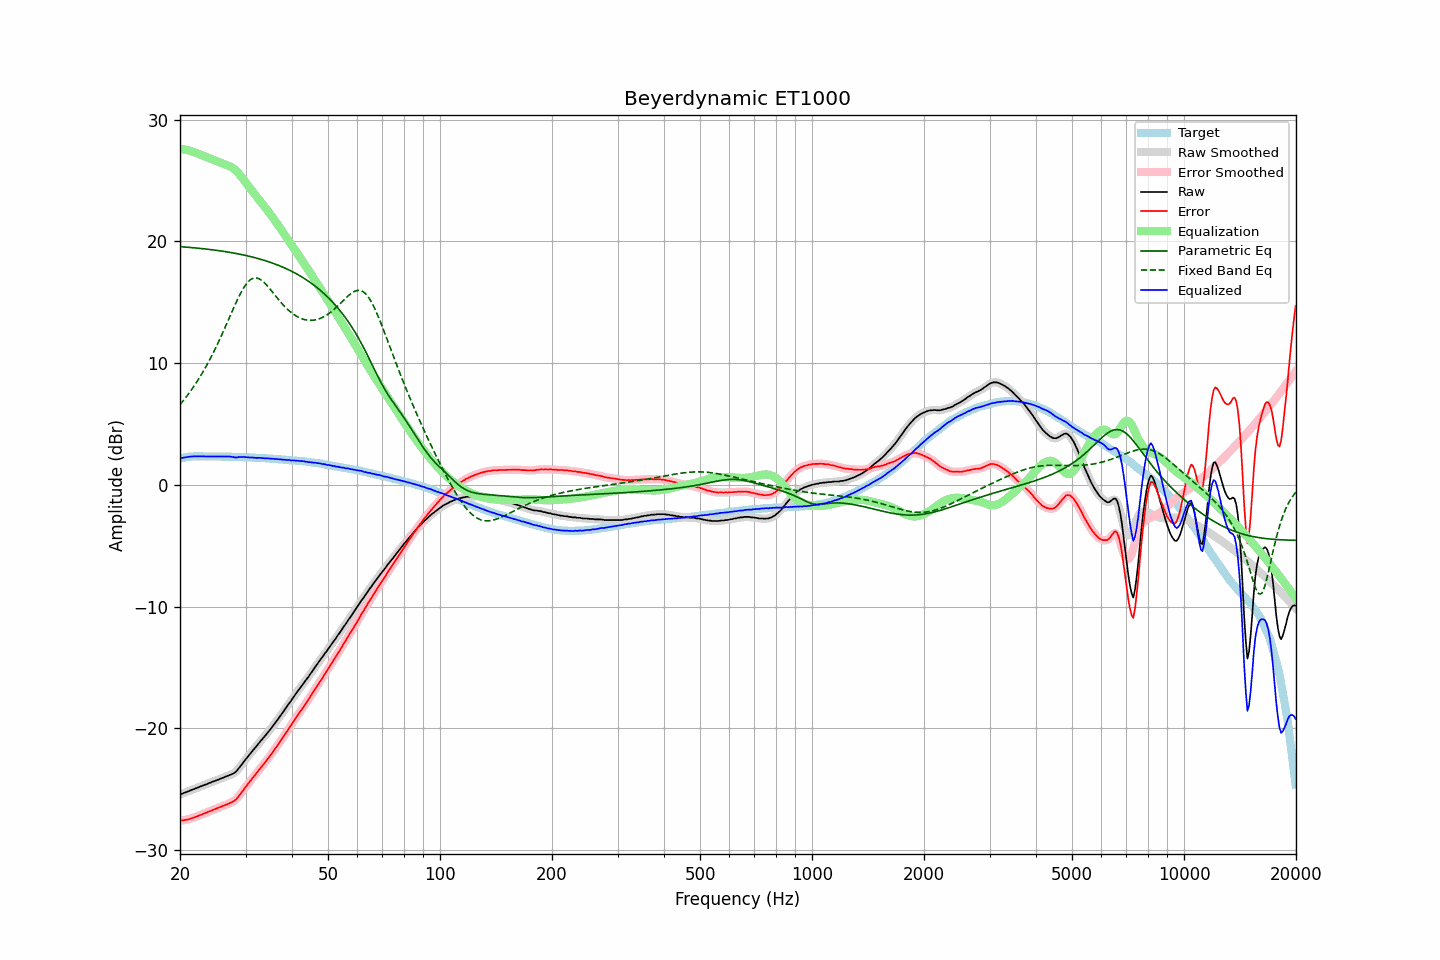 Beyerdynamic ET1000
Amplitude (dBr)
30
20
10
0
−10
−20
−30
Target
Raw Smoothed
Error Smoothed
Raw
Error
Equalization
Parametric Eq
Fixed Band Eq
Equalized
20 50 100 200 500 1000 2000 5000 10000 20000
Frequency (Hz)